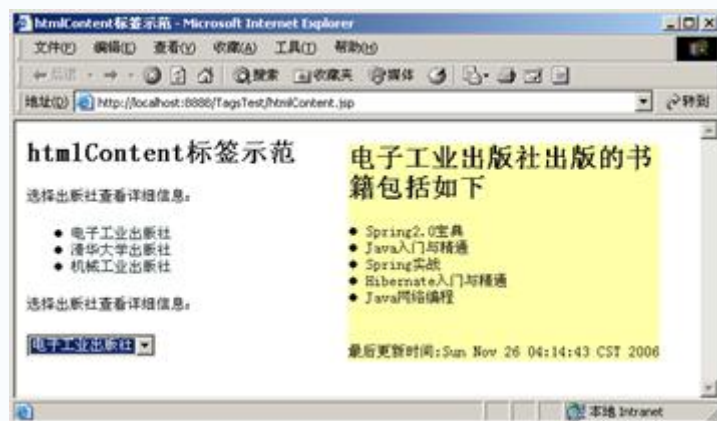 htmlContent标签示范 - Microsoft Internet Explorer
文件(F) 编辑(E) 查看(V) 收藏(A) 工具(T) 帮助(H)
后退 搜索 收藏夹 媒体
地址(D) http://localhost:8888/TagsTest/htmlContent.jsp 转到
htmlContent标签示范
选择出版社查看详细信息:
电子工业出版社
清华大学出版社
机械工业出版社
选择出版社查看详细信息:
电子工业出版社
电子工业出版社出版的书
籍包括如下
Spring2.0宝典
Java入门与精通
Spring实战
Hibernate入门与精通
Java网络编程
最后更新时间:Sun Nov 26 04:14:43 CST 2006
本地 Intranet